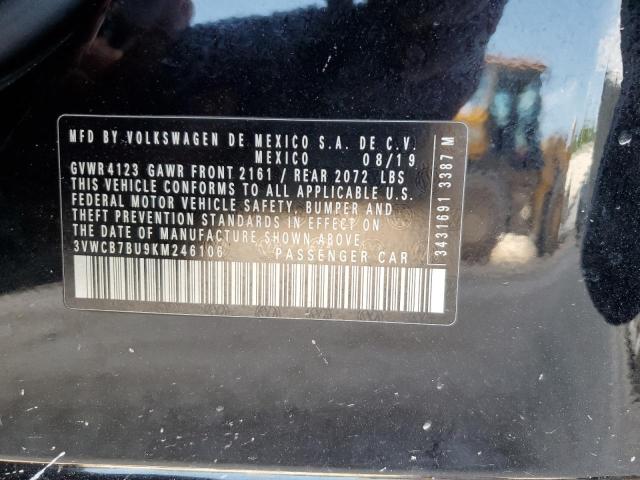 MFD BY VOLKSWAGEN DE MEXICO S.A. DE C.V.
MEXICO 08/19
GVWR4123 GAWR FRONT 2161 / REAR 2072 LBS
THIS VEHICLE CONFORMS TO ALL APPLICABLE U.S.
FEDERAL MOTOR VEHICLE SAFETY, BUMPER AND
THEFT PREVENTION STANDARDS IN EFFECT ON
THE DATE OF MANUFACTURE SHOWN ABOVE.
3VWCB7BU9KM246106 PASSENGER CAR
3431691 3387 M